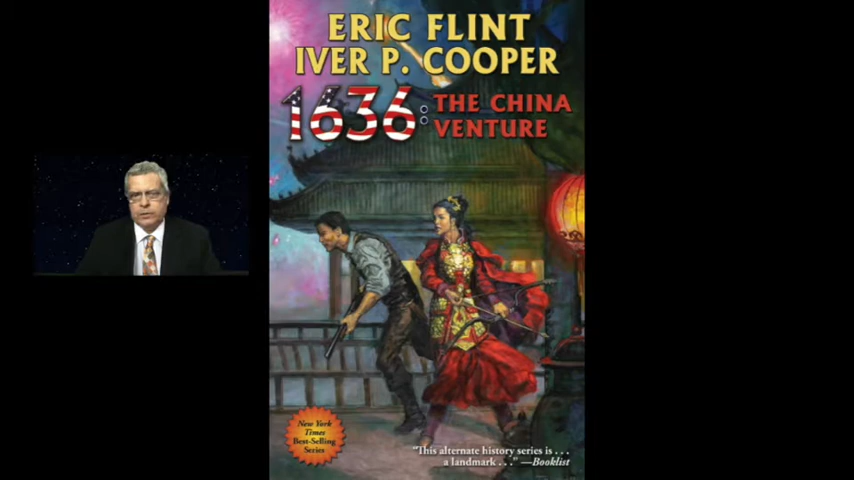 ERIC FLINT
IVER P. COOPER
1636:
THE CHINA
VENTURE
New York
Times
Best-Selling
Series
"This alternate history series is . . .
a landmark . . ." —Booklist